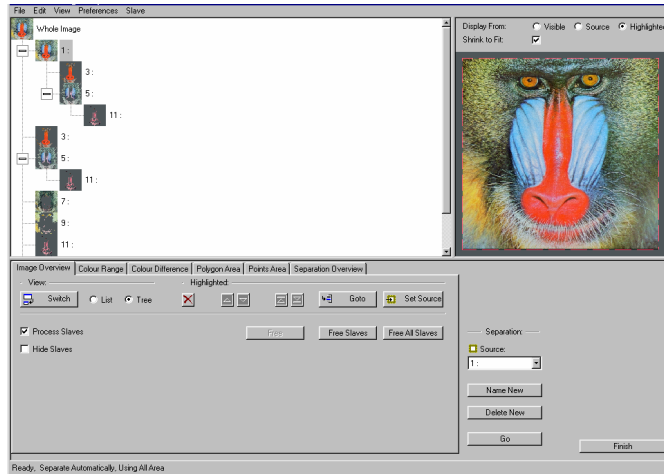 File Edit View Preferences Slave
Whole Image
1 :
3 :
5 :
11 :
3 :
5 :
11 :
7 :
9 :
11 :
Display From: Visible Source Highlighted
Shrink to Fit:
Image Overview Colour Range Colour Difference Polygon Area Points Area Separation Overview
View: Highlighted:
Switch List Tree Goto Set Source
Process Slaves Free Free Slaves Free All Slaves
Hide Slaves
Separation:
Source:
1 :
Name New
Delete New
Go
Finish
Ready, Separate Automatically, Using All Area